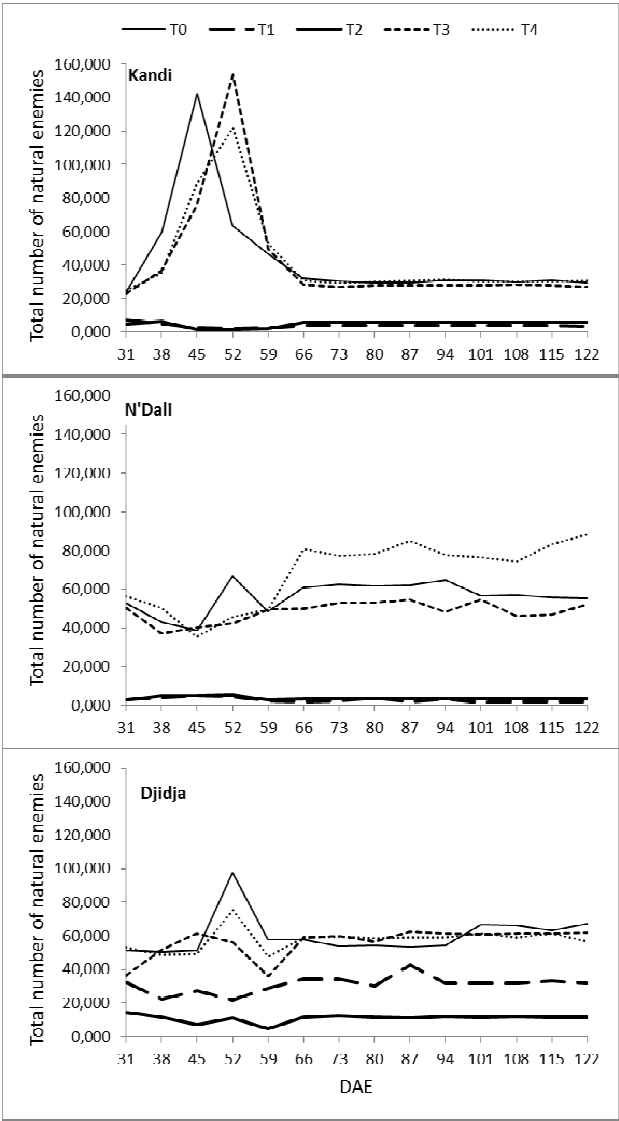 T0 T1 T2 T3 T4
Total number of natural enemies
Kandi
160,000
140,000
120,000
100,000
80,000
60,000
40,000
20,000
0,000
31 38 45 52 59 66 73 80 87 94 101 108 115 122
Total number of natural enemies
N'Dali
160,000
140,000
120,000
100,000
80,000
60,000
40,000
20,000
0,000
31 38 45 52 59 66 73 80 87 94 101 108 115 122
Total number of natural enemies
Djidja
160,000
140,000
120,000
100,000
80,000
60,000
40,000
20,000
0,000
31 38 45 52 59 66 73 80 87 94 101 108 115 122
DAE